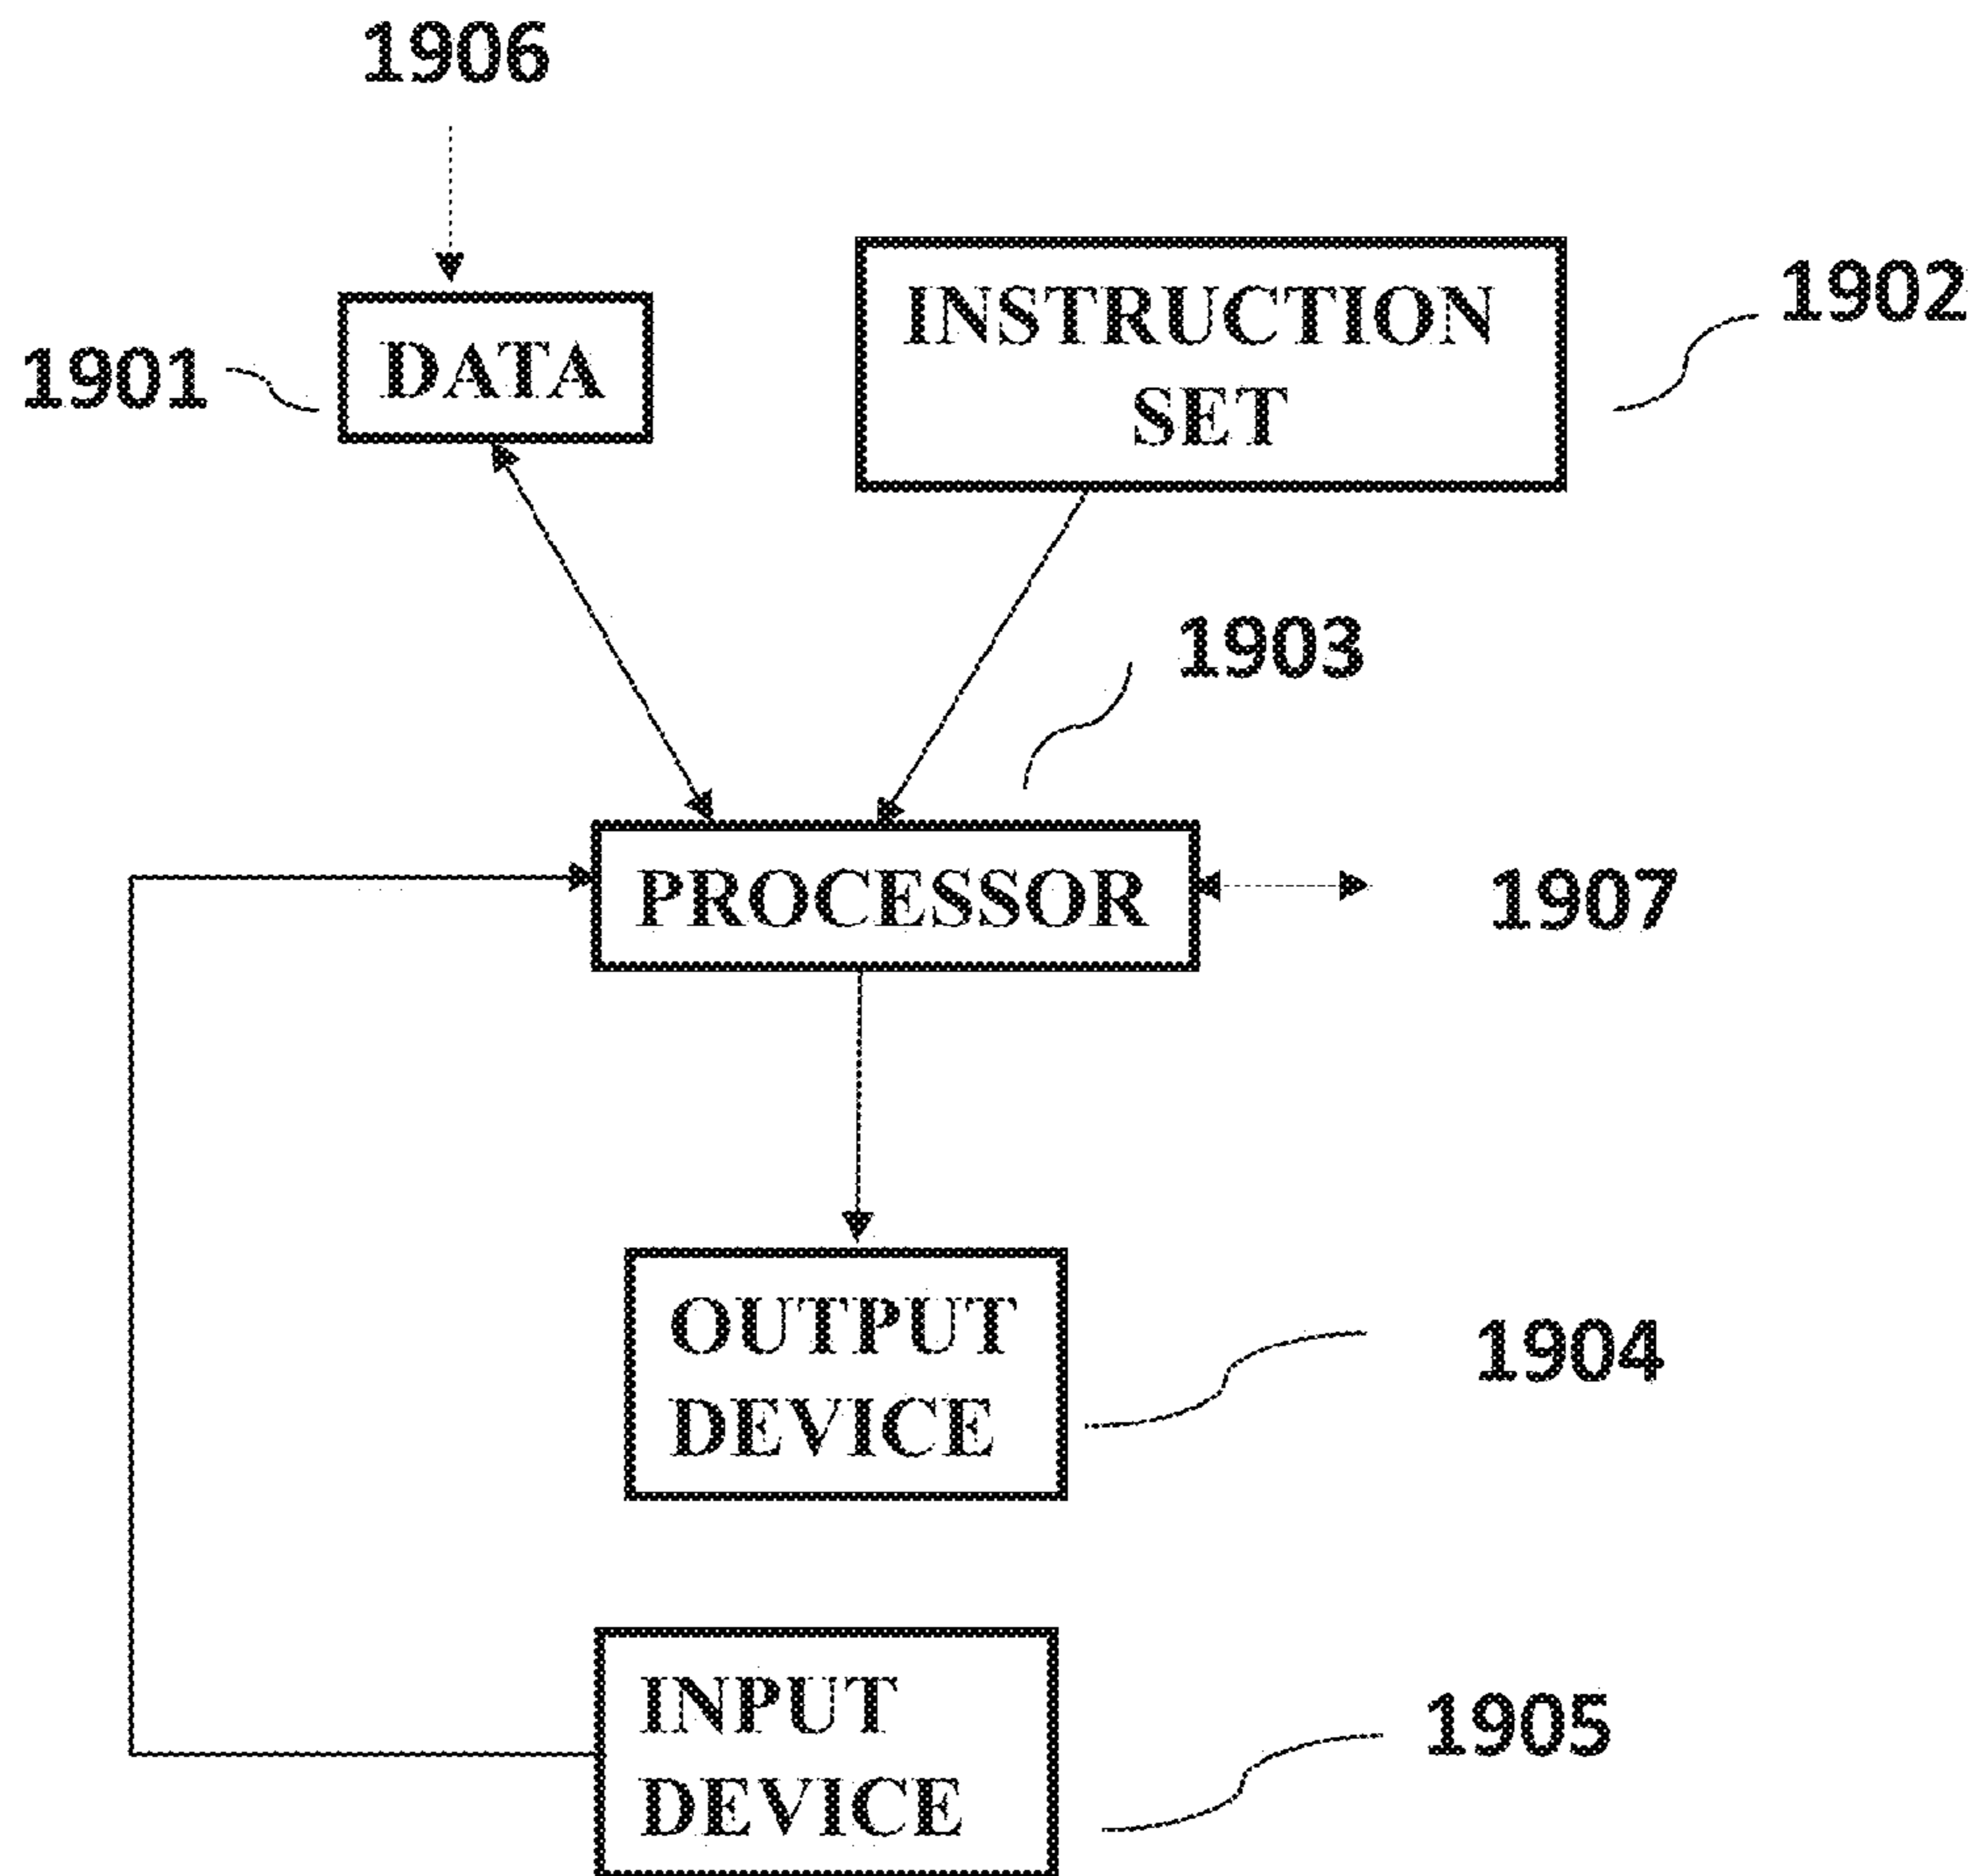 1906
DATA
1901
INSTRUCTION
SET
1902
1903
PROCESSOR
1907
OUTPUT
DEVICE
1904
INPUT
DEVICE
1905